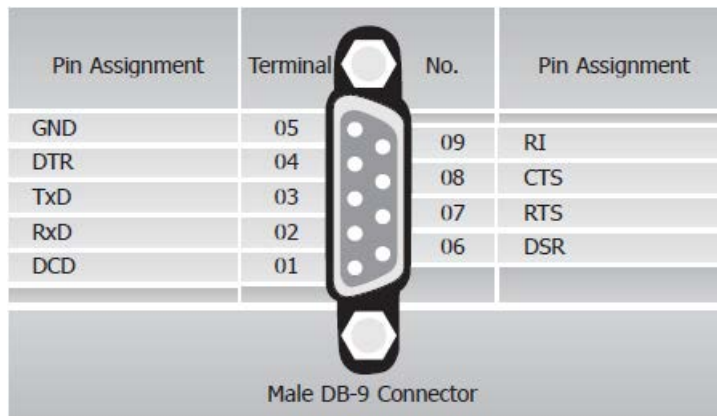 Pin Assignment Terminal No. Pin Assignment
GND 05
09 RI
DTR 04
08 CTS
TxD 03
07 RTS
RxD 02
06 DSR
DCD 01
Male DB-9 Connector